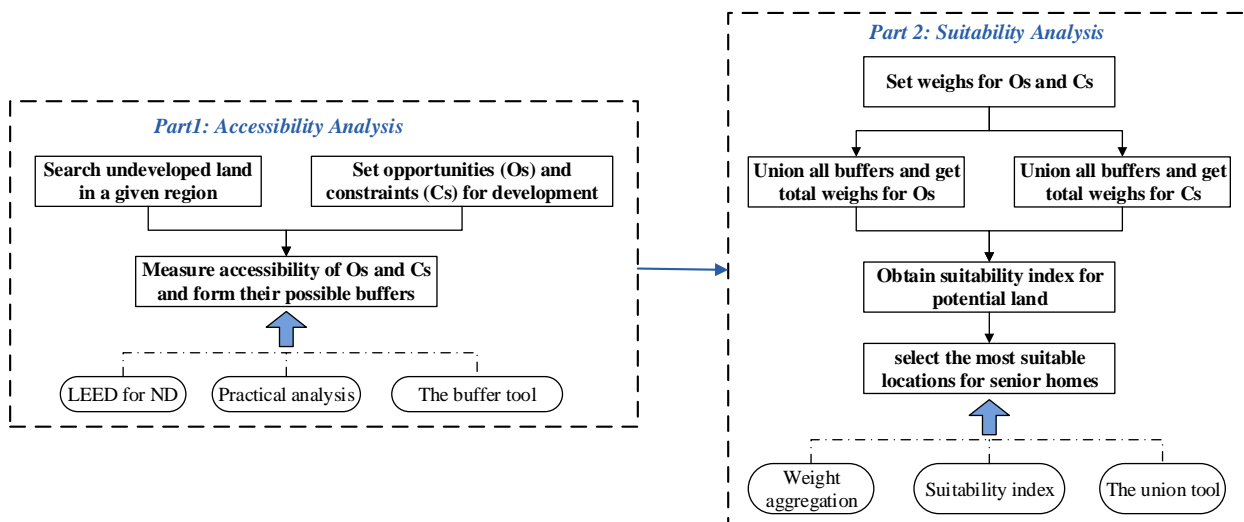 Part1: Accessibility Analysis
Search undeveloped land
in a given region
Set opportunities (Os) and
constraints (Cs) for development
Measure accessibility of Os and Cs
and form their possible buffers
LEED for ND
Practical analysis
The buffer tool
Part 2: Suitability Analysis
Set weighs for Os and Cs
Union all buffers and get
total weighs for Os
Union all buffers and get
total weighs for Cs
Obtain suitability index for
potential land
select the most suitable
locations for senior homes
Weight
aggregation
Suitability index
The union tool